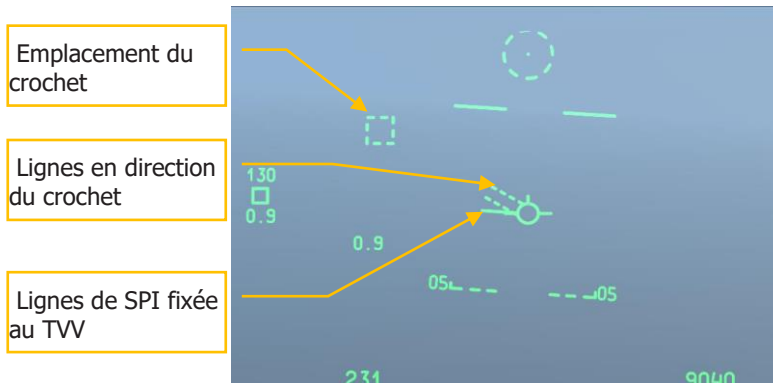 Emplacement du
crochet
Lignes en direction
du crochet
130
0.9
0.9
Lignes de SPI fixée
au TVV
05
05
231
9040